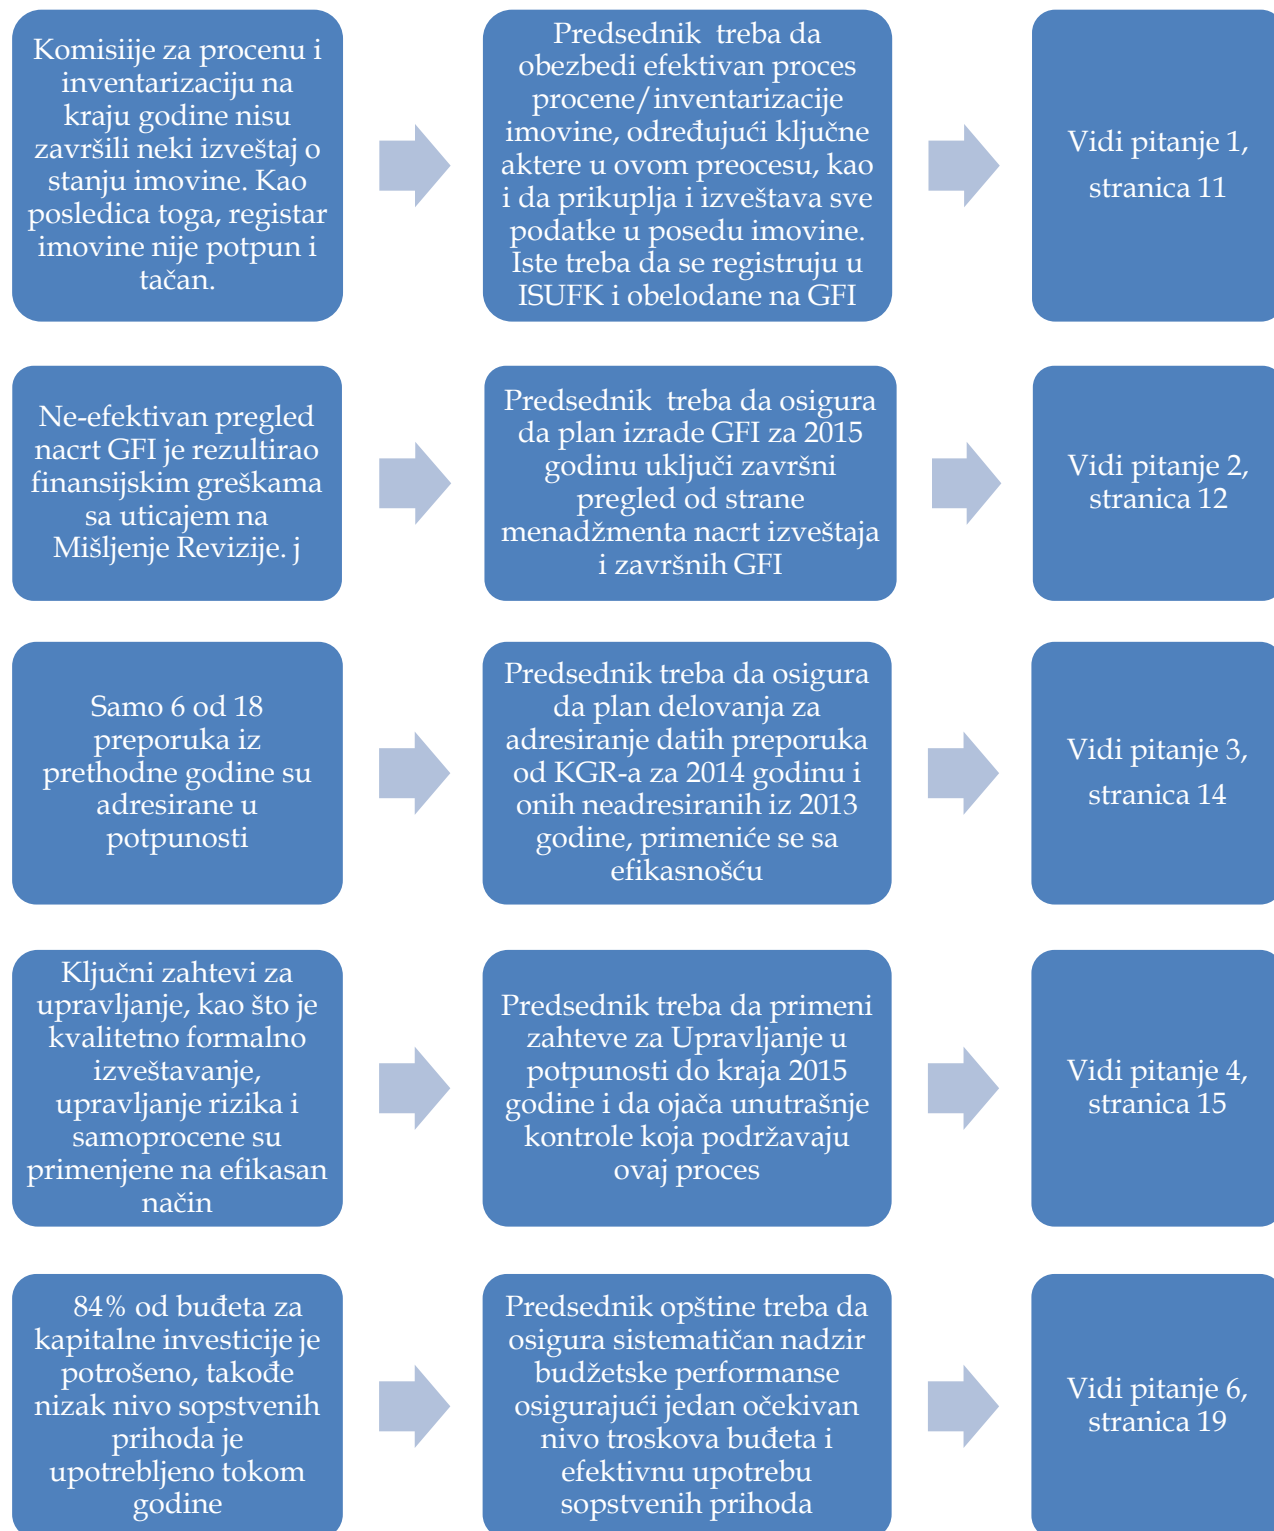 Komisiije za procenu i
inventarizaciju na
kraju godine nisu
završili neki izveštaj o
stanju imovine. Kao
posledica toga, registar
imovine nije potpun i
tačan.
Predsednik treba da
obezbedi efektivan proces
procene/inventarizacije
imovine, određujući ključne
aktere u ovom preocesu, kao
i da prikuplja i izveštava sve
podatke u posedu imovine.
Iste treba da se registruju u
ISUFK i obelodane na GFI
Vidi pitanje 1,
stranica 11
Ne-efektivan pregled
nacrt GFI je rezultirao
finansijskim greškama
sa uticajem na
Mišljenje Revizije. j
Predsednik treba da osigura
da plan izrade GFI za 2015
godinu uključi završni
pregled od strane
menadžmenta nacrt izveštaja
i završnih GFI
Vidi pitanje 2,
stranica 12
Samo 6 od 18
preporuka iz
prethodne godine su
adresirane u
potpunosti
Predsednik treba da osigura
da plan delovanja za
adresiranje datih preporuka
od KGR-a za 2014 godinu i
onih neadresiranih iz 2013
godine, primeniće se sa
efikasnošću
Vidi pitanje 3,
stranica 14
Ključni zahtevi za
upravljanje, kao što je
kvalitetno formalno
izveštavanje,
upravljanje rizika i
samoprocene su
primenjene na efikasan
način
Predsednik treba da primeni
zahteve za Upravljanje u
potpunosti do kraja 2015
godine i da ojača unutrašnje
kontrole koja podržavaju
ovaj proces
Vidi pitanje 4,
stranica 15
84% od buđeta za
kapitalne investicije je
potrošeno, takođe
nizak nivo sopstvenih
prihoda je
upotrebljeno tokom
godine
Predsednik opštine treba da
osigura sistematičan nadzir
budžetske performanse
osigurajući jedan očekivan
nivo troskova buđeta i
efektivnu upotrebu
sopstvenih prihoda
Vidi pitanje 6,
stranica 19